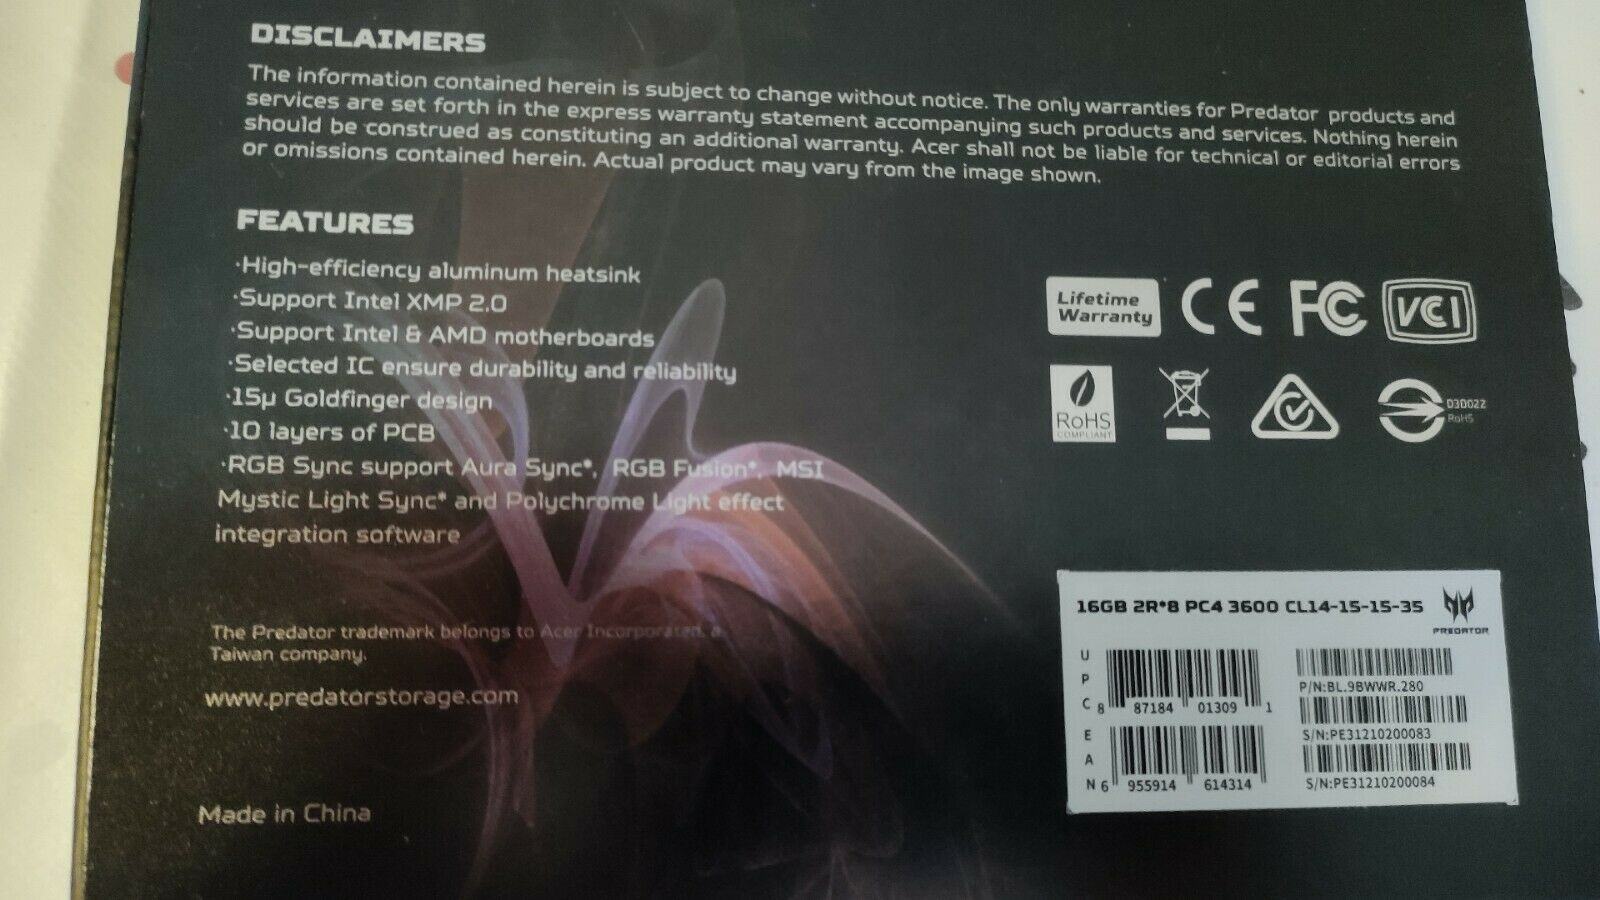 DISCLAIMERS
The information contained herein is subject to change without notice. The only warranties for Predator products and
services are set forth in the express warranty statement accompanying such products and services. Nothing herein
should be construed as constituting an additional warranty. Acer shall not be liable for technical or editorial errors
or omissions contained herein. Actual product may vary from the image shown.
FEATURES
·High-efficiency aluminum heatsink
·Support Intel XMP 2.0
·Support Intel & AMD motherboards
·Selected IC ensure durability and reliability
·15μ Goldfinger design
·10 layers of PCB
·RGB Sync support Aura Sync*, RGB Fusion*, MSI
Mystic Light Sync* and Polychrome Light effect
integration software
The Predator trademark belongs to Acer Incorporated, a
Taiwan company.
www.predatorstorage.com
Made in China
Lifetime
Warranty
CE
FC
VCI
RoHS
COMPLIANT
D30022
RoHS
16GB 2R*8 PC4 3600 CL14-15-15-35
PREDATOR
UPC
8 87184 01309 1
EAN
6 955914 614314
P/N:BL.9BWWR.280
S/N:PE31210200083
S/N:PE31210200084